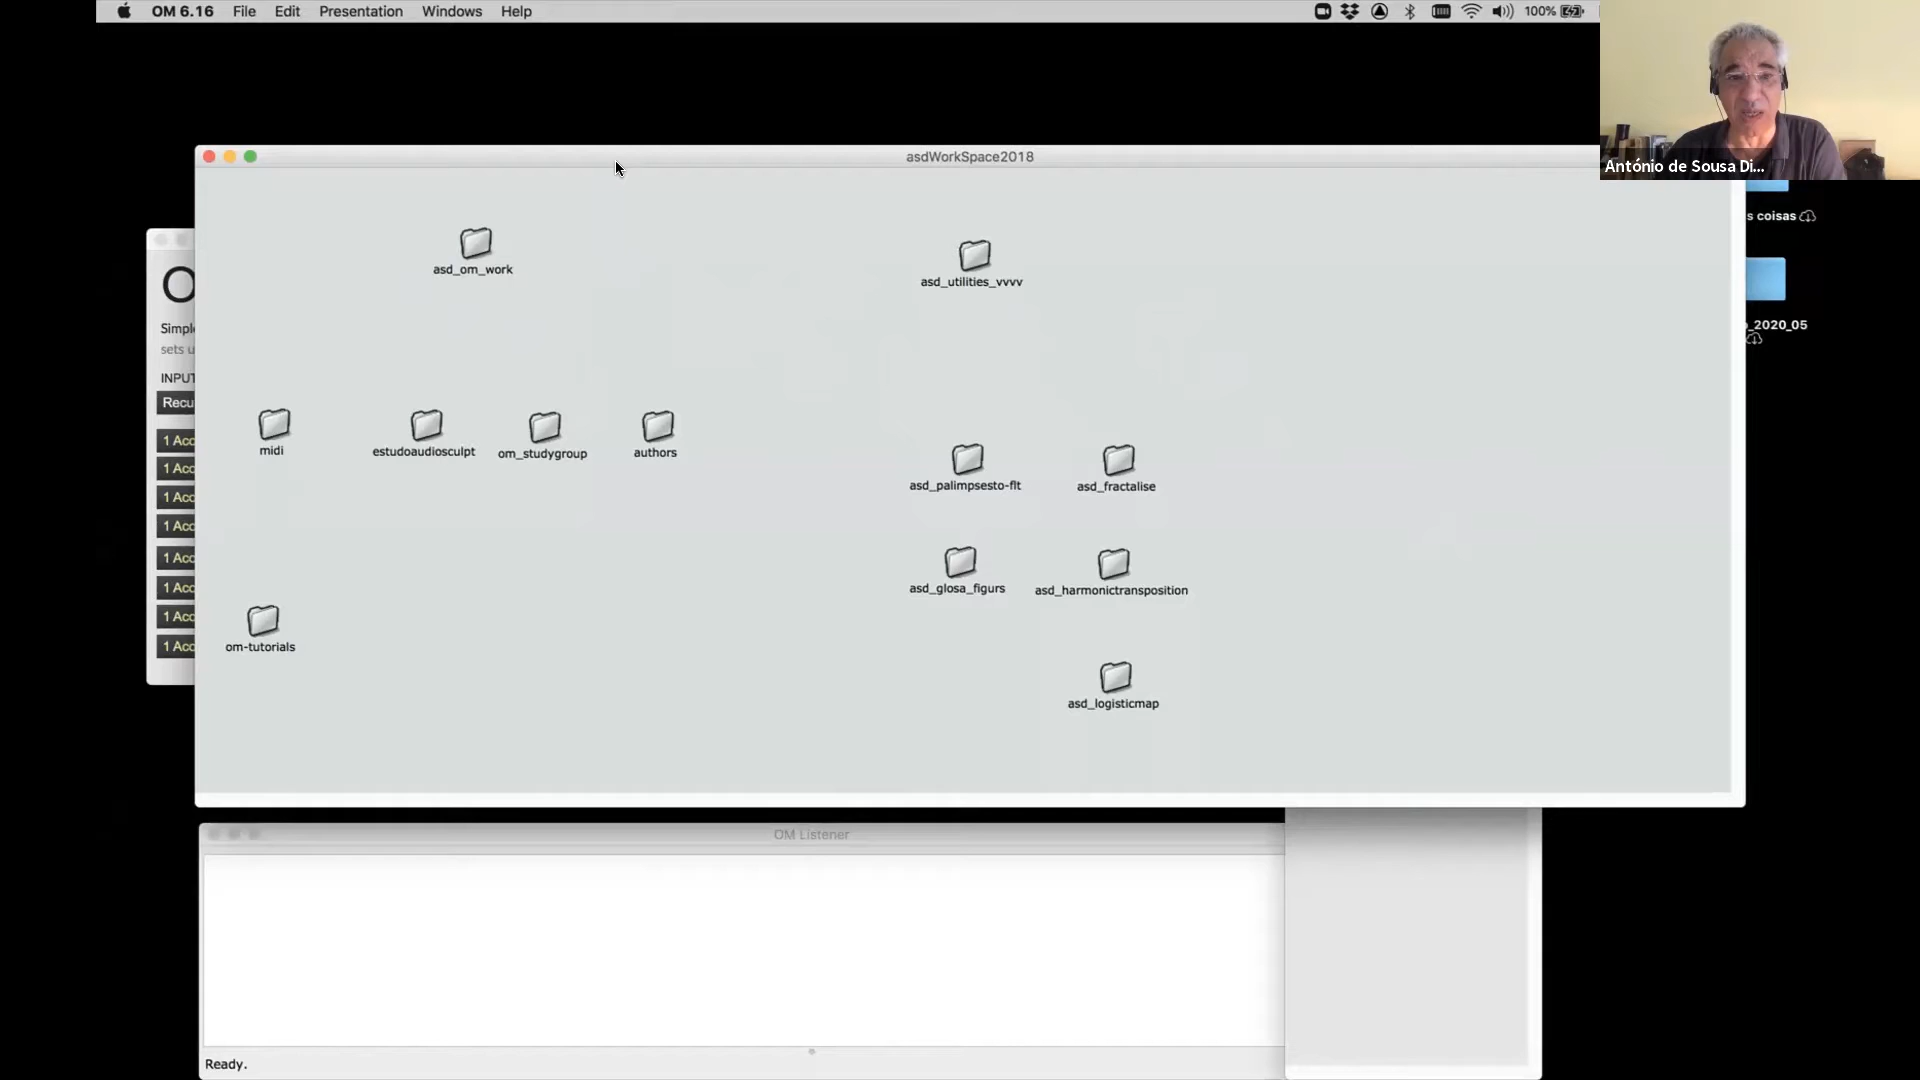 OM 6.16 File Edit Presentation Windows Help
100%
António de Sousa Di...
asdWorkSpace2018
s coisas
asd_om_work
asd_utilities_vvvv
O
Simple
sets u
INPUT
Recu
_2020_05
midi
estudoaudiosculpt
om_studygroup
authors
1 Acc
1 Acc
1 Acc
1 Acc
1 Acc
1 Acc
1 Acc
1 Acc
asd_palimpsesto-flt
asd_fractalise
asd_glosa_figurs
asd_harmonictransposition
om-tutorials
asd_logisticmap
OM Listener
Ready.